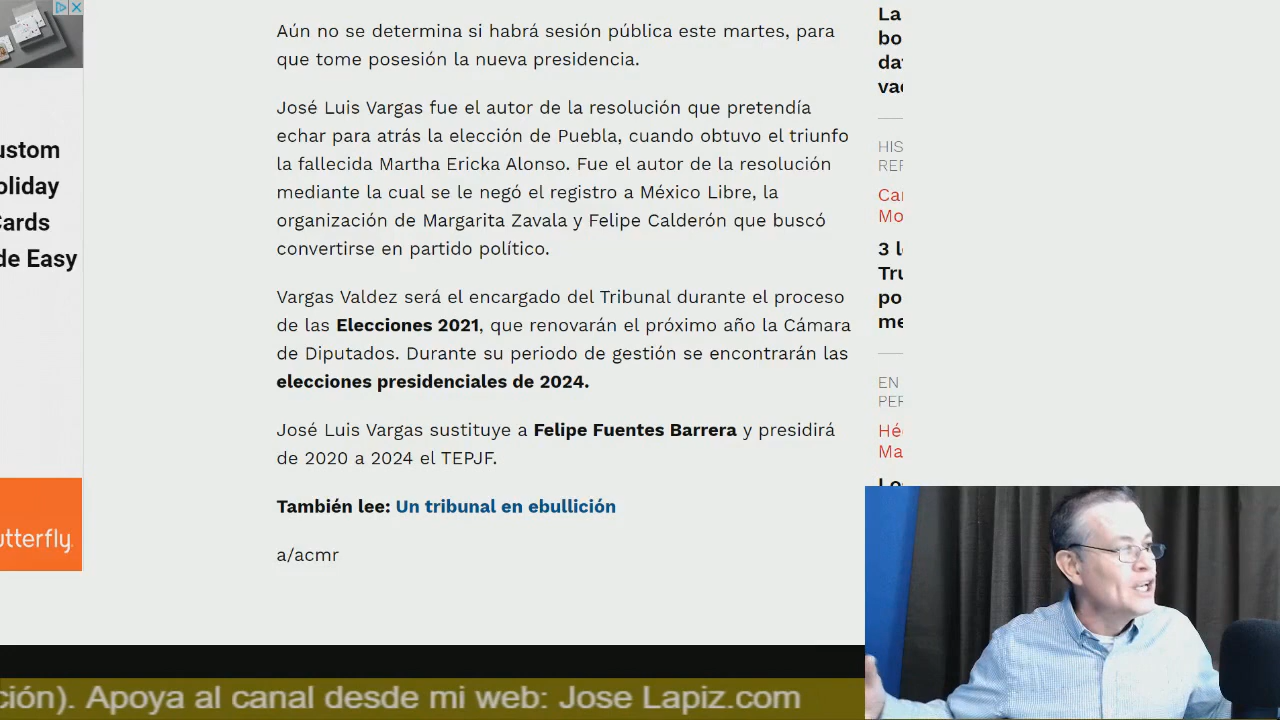 ustom
oliday
Cards
de Easy
utterfly
Aún no se determina si habrá sesión pública este martes, para
que tome posesión la nueva presidencia.
José Luis Vargas fue el autor de la resolución que pretendía
echar para atrás la elección de Puebla, cuando obtuvo el triunfo
la fallecida Martha Ericka Alonso. Fue el autor de la resolución
mediante la cual se le negó el registro a México Libre, la
organización de Margarita Zavala y Felipe Calderón que buscó
convertirse en partido político.
Vargas Valdez será el encargado del Tribunal durante el proceso
de las Elecciones 2021, que renovarán el próximo año la Cámara
de Diputados. Durante su periodo de gestión se encontrarán las
elecciones presidenciales de 2024.
José Luis Vargas sustituye a Felipe Fuentes Barrera y presidirá
de 2020 a 2024 el TEPJF.
También lee: Un tribunal en ebullición
a/acmr
La
bo
da
va
HIS
REF
Car
Mo
3 l
Tru
po
me
EN
PER
Hé
Ma
Lo
ción). Apoya al canal desde mi web: Jose Lapiz.com